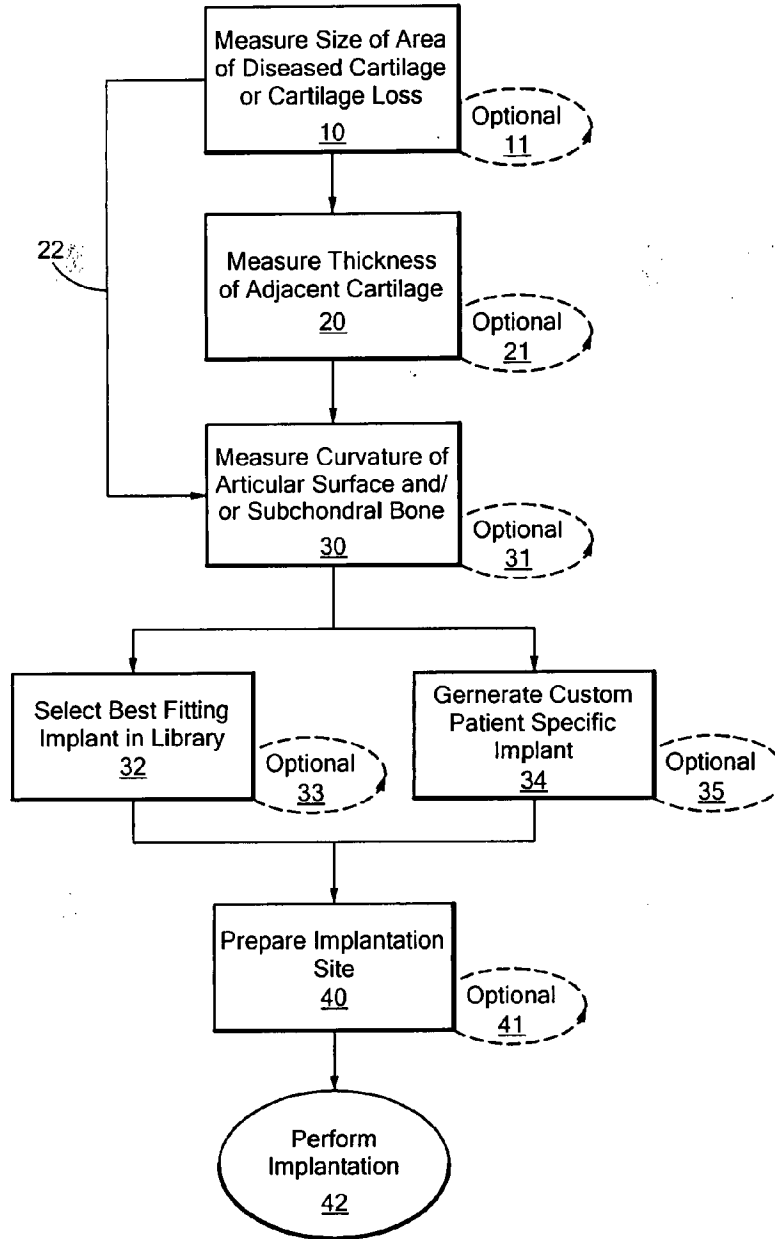 Measure Size of Area
of Diseased Cartilage
or Cartilage Loss
10
Optional
11
22
Measure Thickness
of Adjacent Cartilage
20
Optional
21
Measure Curvature of
Articular Surface and/
or Subchondral Bone
30
Optional
31
Select Best Fitting
Implant in Library
32
Optional
33
Gernerate Custom
Patient Specific
Implant
34
Optional
35
Prepare Implantation
Site
40
Optional
41
Perform
Implantation
42